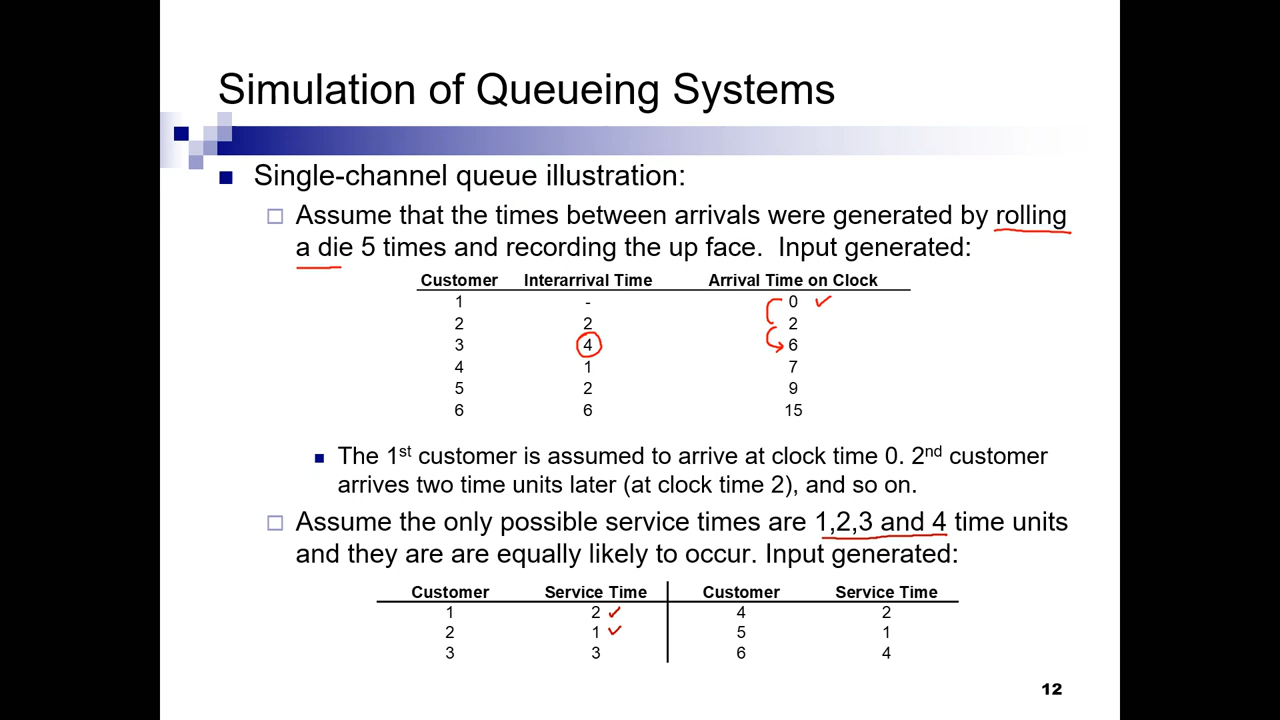 Simulation of Queueing Systems
Single-channel queue illustration:
Assume that the times between arrivals were generated by rolling
a die 5 times and recording the up face.  Input generated:
Customer Interarrival Time Arrival Time on Clock
1 - 0
2 2 2
3 4 6
4 1 7
5 2 9
6 6 15
The 1st customer is assumed to arrive at clock time 0. 2nd customer
arrives two time units later (at clock time 2), and so on.
Assume the only possible service times are 1,2,3 and 4 time units
and they are are equally likely to occur. Input generated:
Customer Service Time Customer Service Time
1 2 4 2
2 1 5 1
3 3 6 4
12